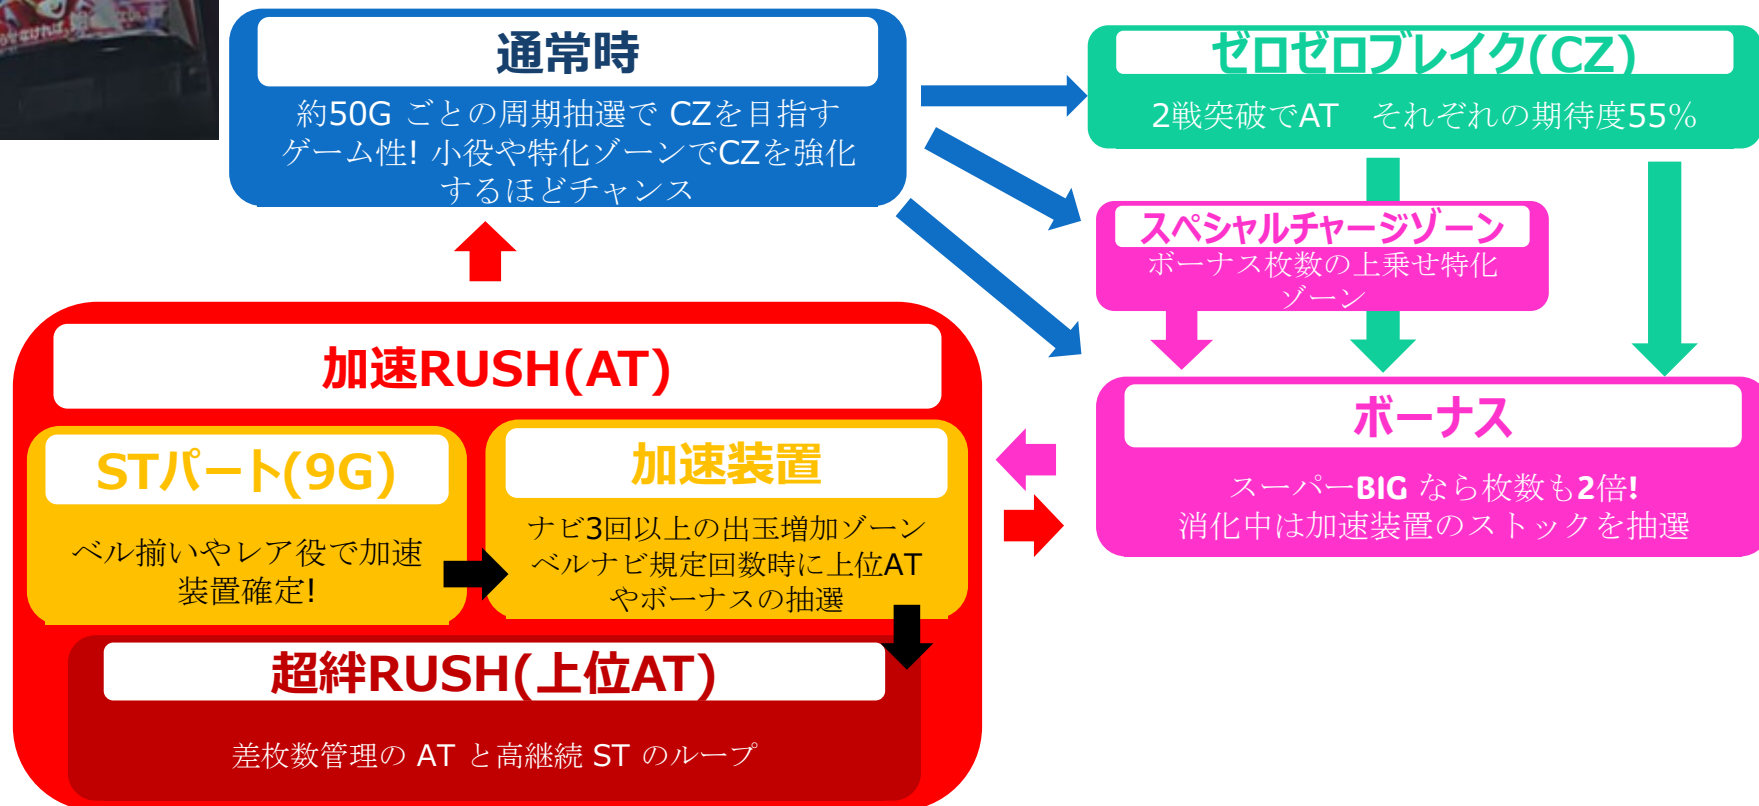 通常時
約50G ごとの周期抽選で CZを目指す
ゲーム性! 小役や特化ゾーンでCZを強化
するほどチャンス
ゼロゼロブレイク(CZ)
2戦突破でAT　それぞれの期待度55%
スペシャルチャージゾーン
ボーナス枚数の上乗せ特化
ゾーン
ボーナス
スーパーBIG なら枚数も2倍!
消化中は加速装置のストックを抽選
加速RUSH(AT)
STパート(9G)
ベル揃いやレア役で加速
装置確定!
加速装置
ナビ3回以上の出玉増加ゾーン
ベルナビ規定回数時に上位AT
やボーナスの抽選
超絆RUSH(上位AT)
差枚数管理の AT と高継続 ST のループ